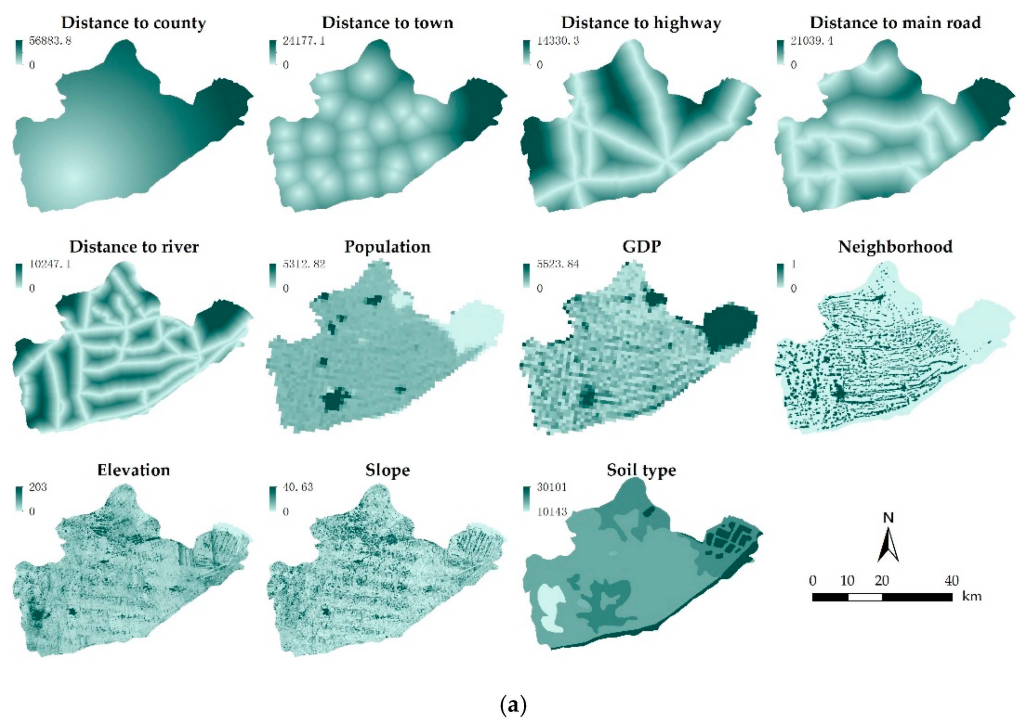 Distance to county
56883.8
0
Distance to town
24177.1
0
Distance to highway
14330.3
0
Distance to main road
21039.4
0
Distance to river
10247.1
0
Population
5312.82
0
GDP
5523.84
0
Neighborhood
1
0
Elevation
203
0
Slope
40.63
0
Soil type
30101
10143
N
0 10 20 40
km
(a)